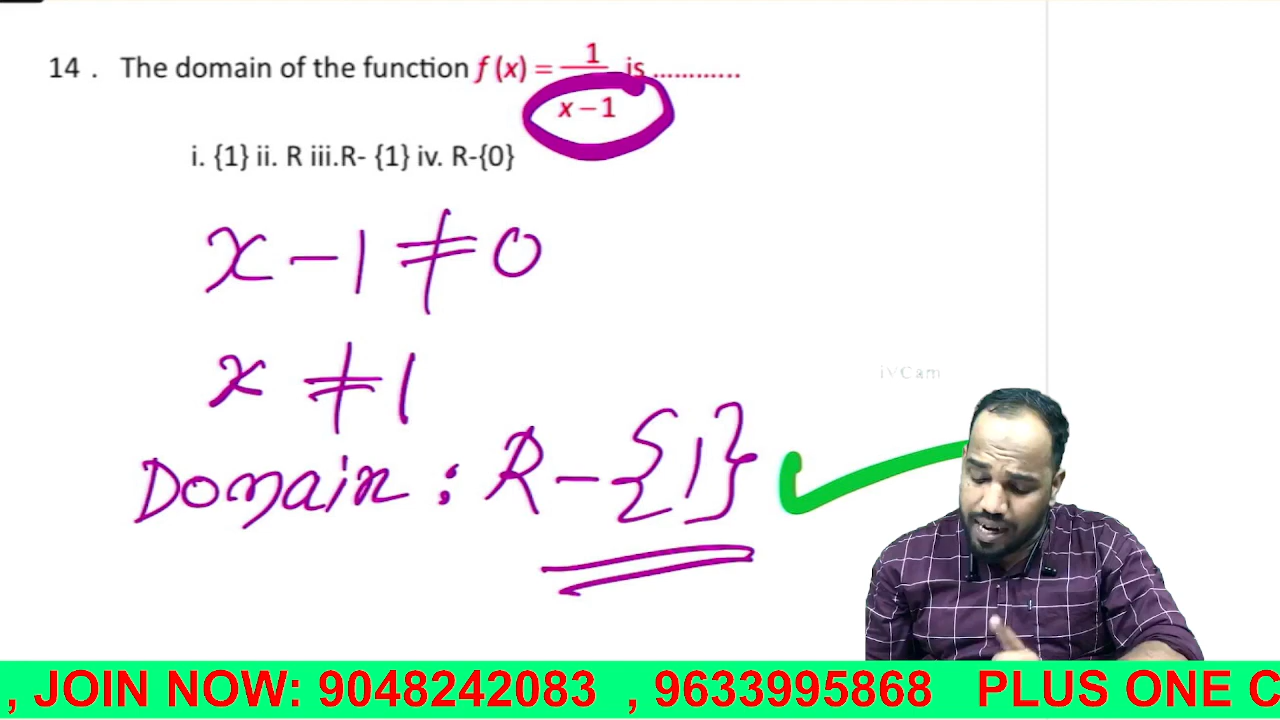 14 . The domain of the function f (x) = 1 / x – 1 is ............
i. {1} ii. R iii.R- {1} iv. R-{0}
x – 1 ≠ 0
x ≠ 1
Domain : R – {1}
iVCam
, JOIN NOW: 9048242083 , 9633995868 PLUS ONE C